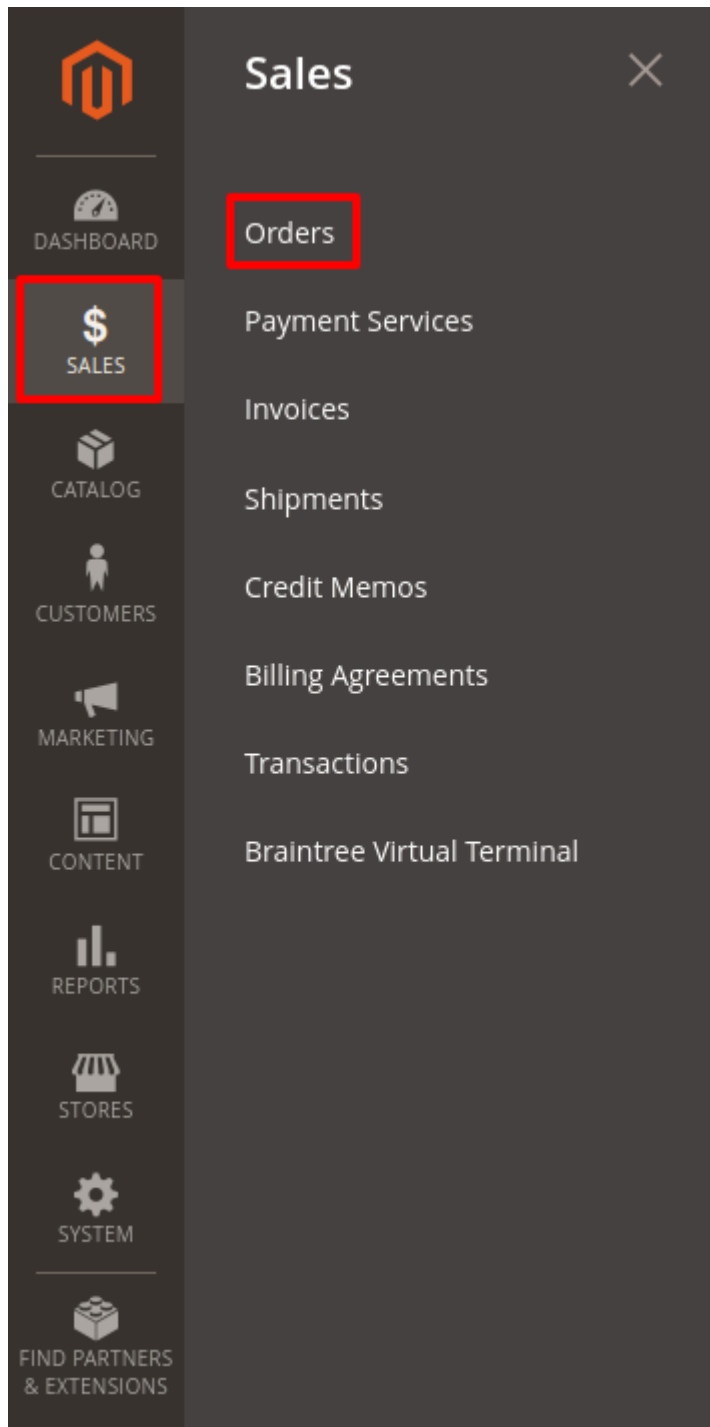 DASHBOARD
SALES
CATALOG
CUSTOMERS
MARKETING
CONTENT
REPORTS
STORES
SYSTEM
FIND PARTNERS
& EXTENSIONS
Sales
Orders
Payment Services
Invoices
Shipments
Credit Memos
Billing Agreements
Transactions
Braintree Virtual Terminal